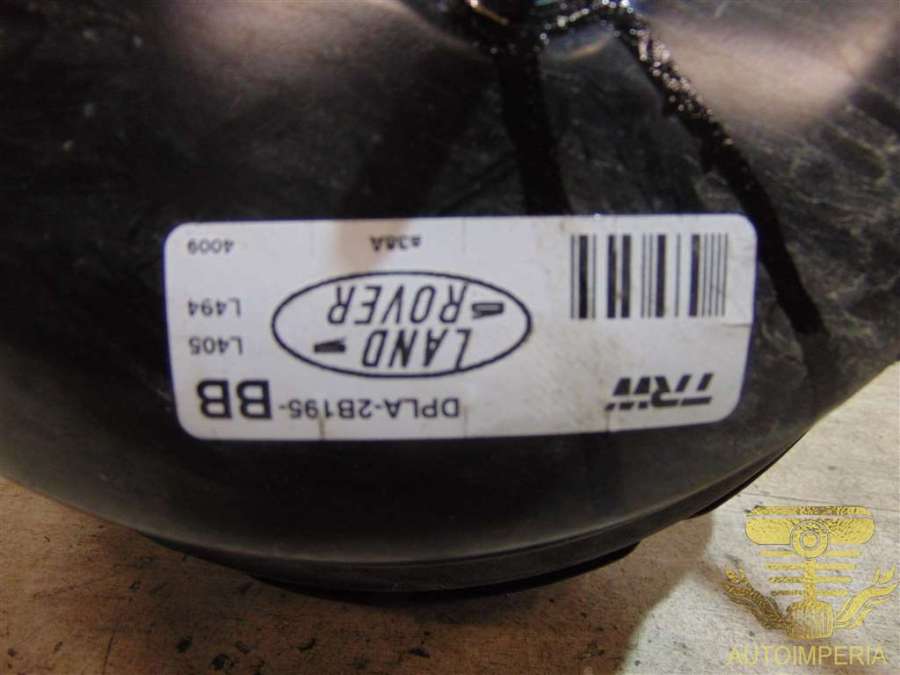 TRW
DPLA-2B195-BB
LAND
ROVER
L405
L494
4009
AUTOIMPERIA